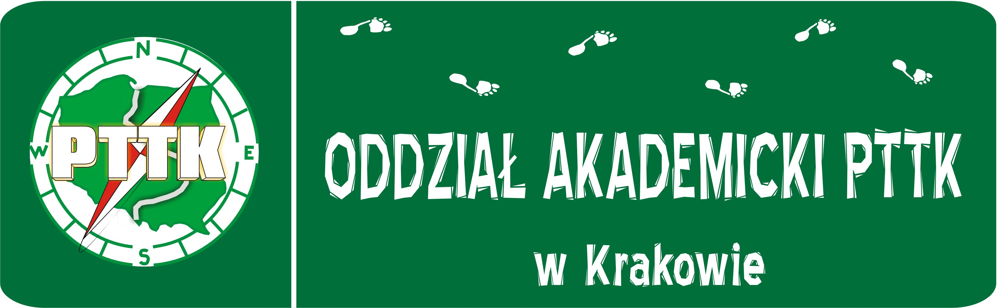 N
W
PTTK
E
S
ODDZIAŁ AKADEMICKI PTTK
w Krakowie